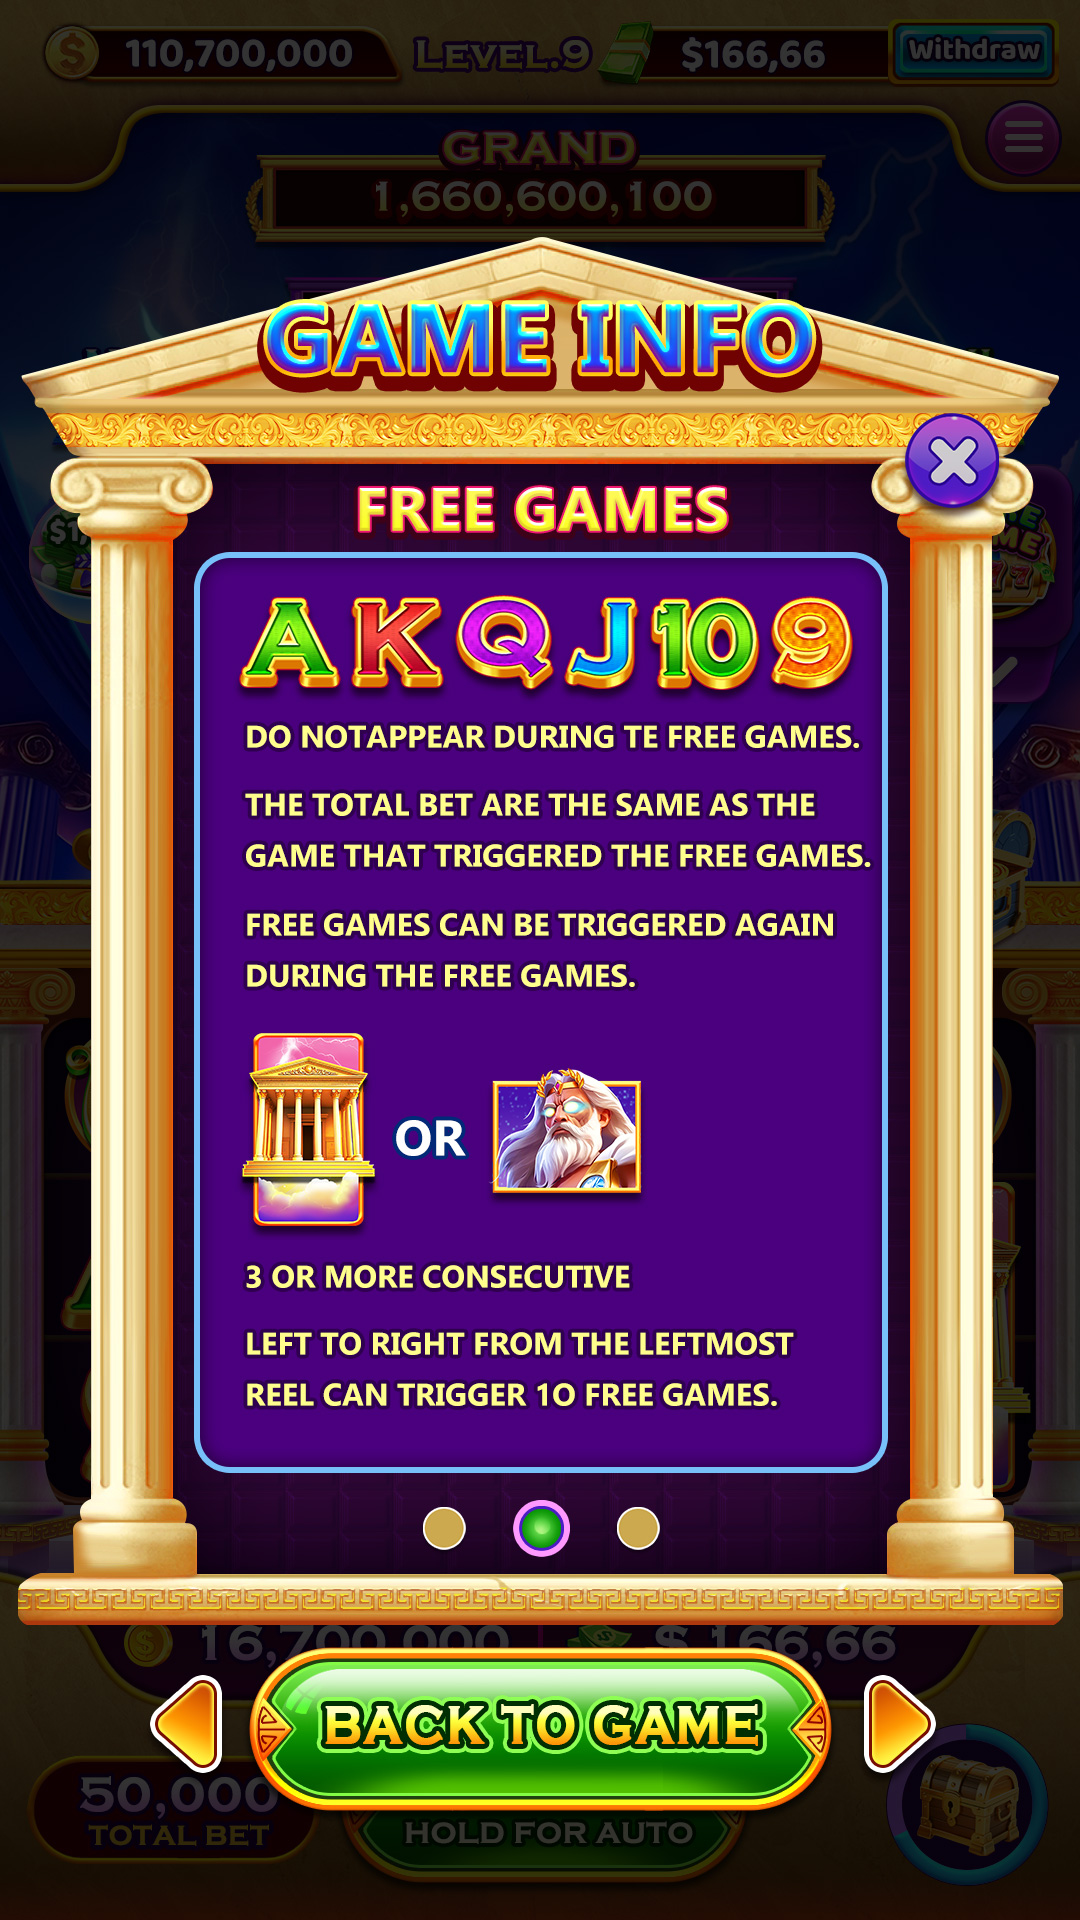 110,700,000 LEVEL.9 $166,66 Withdraw
GRAND
1,660,600,100
GAME INFO
FREE GAMES
A K Q J 10 9
DO NOTAPPEAR DURING TE FREE GAMES.
THE TOTAL BET ARE THE SAME AS THE
GAME THAT TRIGGERED THE FREE GAMES.
FREE GAMES CAN BE TRIGGERED AGAIN
DURING THE FREE GAMES.
OR
3 OR MORE CONSECUTIVE
LEFT TO RIGHT FROM THE LEFTMOST
REEL CAN TRIGGER 1O FREE GAMES.
16,700,000 $ 166,66
BACK TO GAME
50,000
TOTAL BET
HOLD FOR AUTO